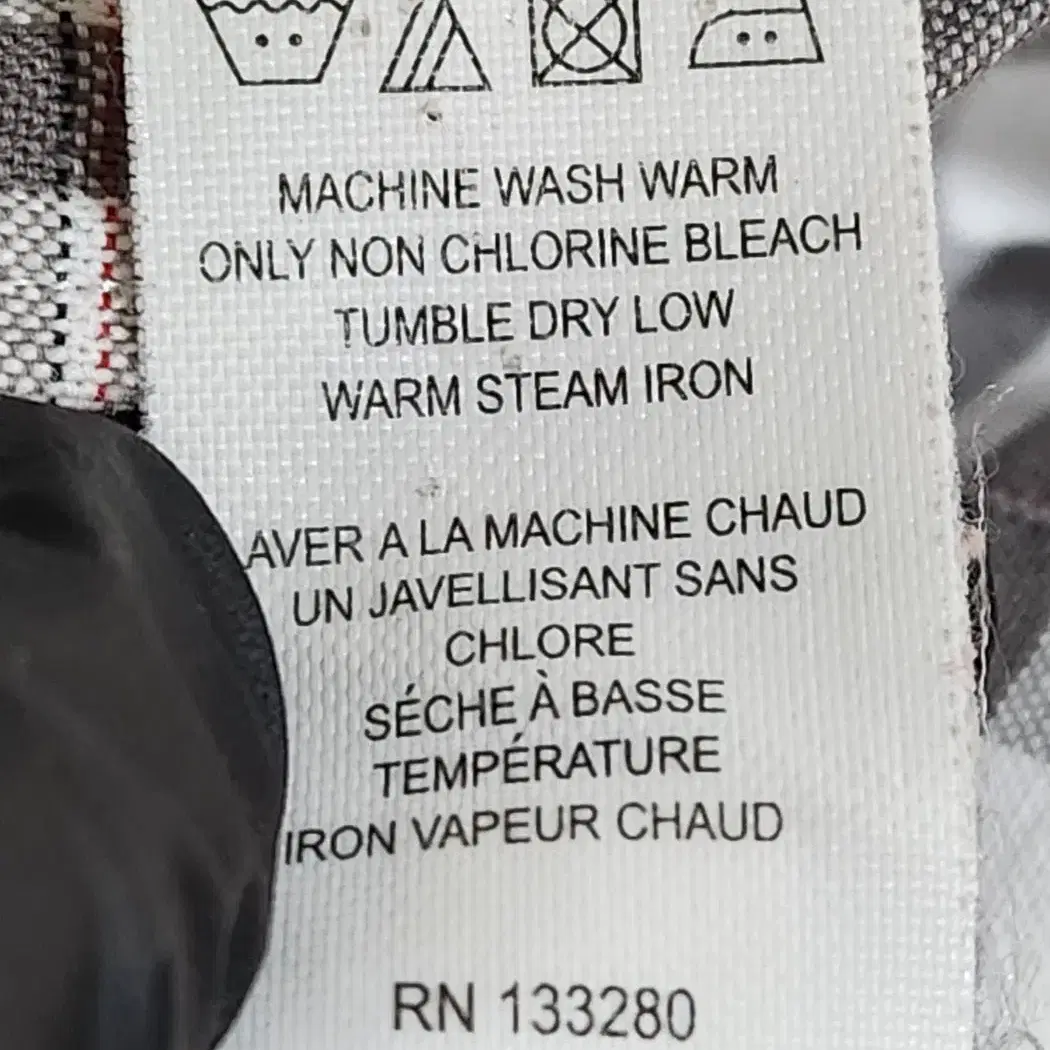 MACHINE WASH WARM
ONLY NON CHLORINE BLEACH
TUMBLE DRY LOW
WARM STEAM IRON
AVER A LA MACHINE CHAUD
UN JAVELLISANT SANS
CHLORE
SÉCHE À BASSE
TEMPÉRATURE
IRON VAPEUR CHAUD
RN 133280